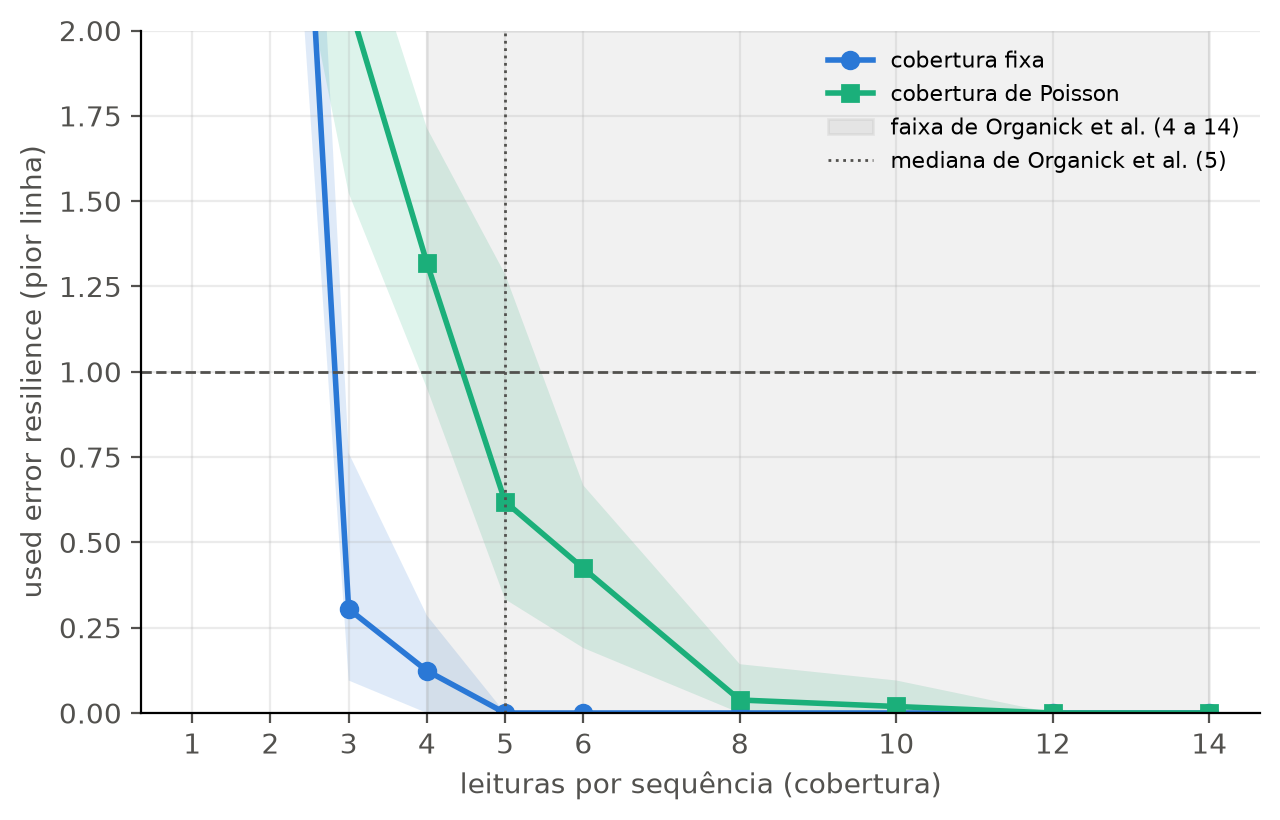 2.00
1.75
1.50
1.25
1.00
0.75
0.50
0.25
0.00
used error resilience (pior linha)
cobertura fixa
cobertura de Poisson
faixa de Organick et al. (4 a 14)
mediana de Organick et al. (5)
1 2 3 4 5 6 8 10 12 14
leituras por sequência (cobertura)